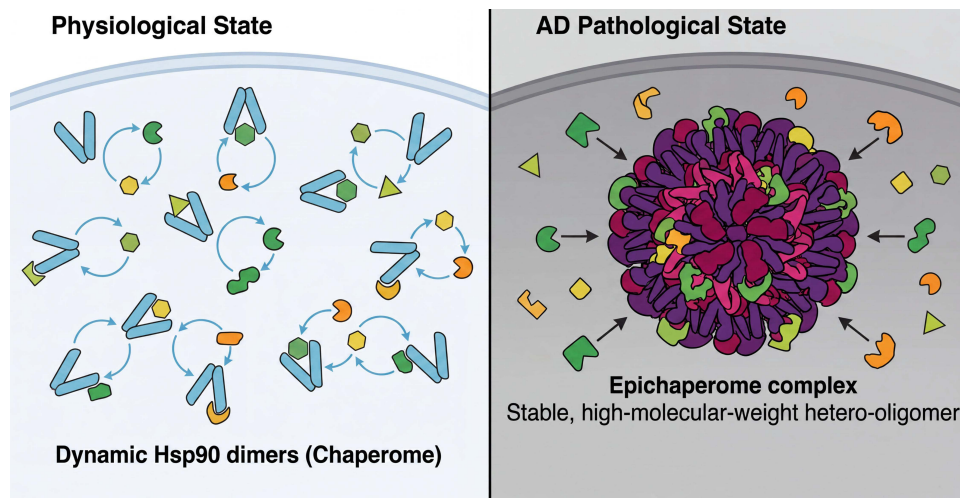 Physiological State
AD Pathological State
Dynamic Hsp90 dimers (Chaperome)
Epichaperome complex
Stable, high-molecular-weight hetero-oligomer